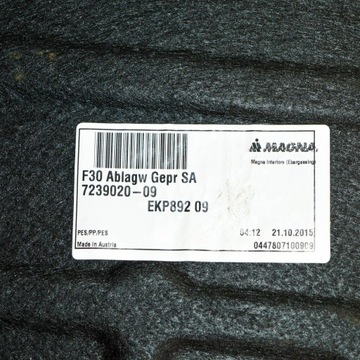 MAGNA
Magna Interiors (Ebergassing)
F30 Ablagw Gepr SA
7239020-09
EKP892 09
PES/PP/PES
04:12 21.10.2015
Made in Austria
0447807100909